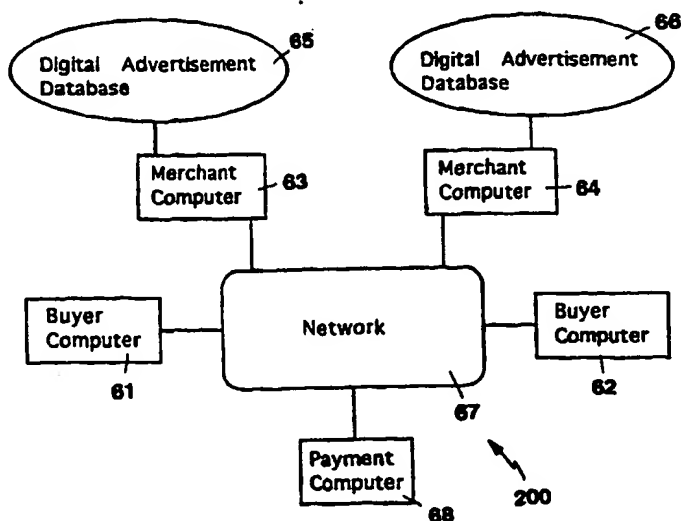 65
Digital Advertisement
Database
66
Digital Advertisement
Database
Merchant
Computer
63
Merchant
Computer
64
Buyer
Computer
61
Network
67
Buyer
Computer
62
Payment
Computer
68
200